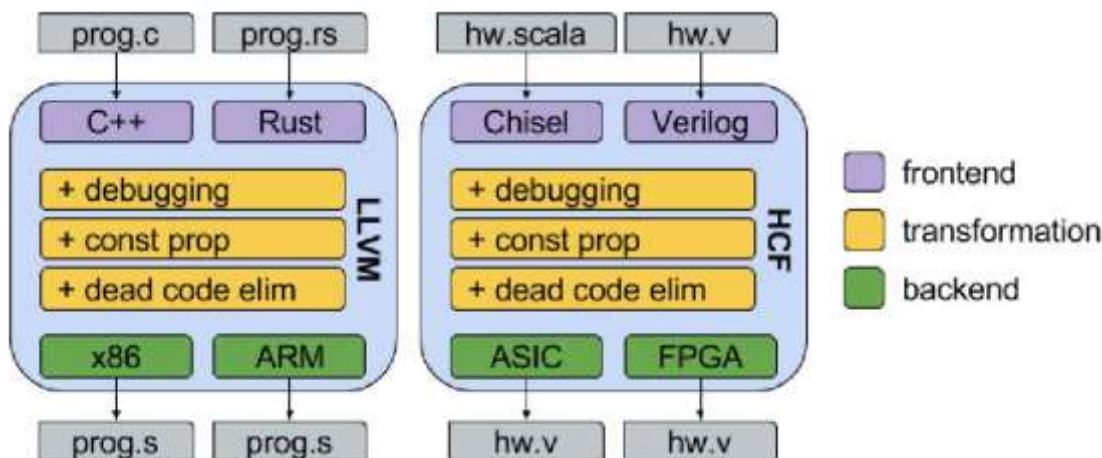 prog.c prog.rs hw.scala hw.v
C++ Rust Chisel Verilog
+ debugging + debugging
+ const prop + const prop
+ dead code elim + dead code elim
LLVM HCF
x86 ARM ASIC FPGA
prog.s prog.s hw.v hw.v
frontend
transformation
backend